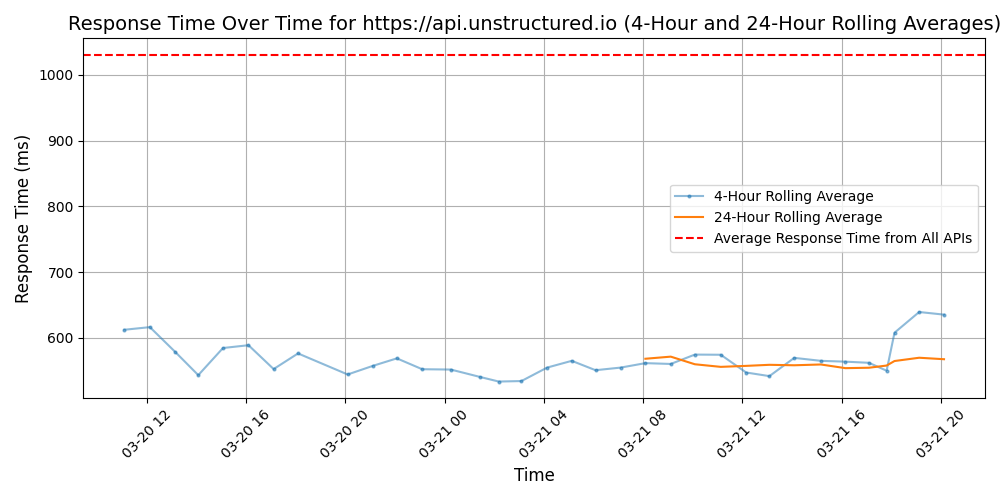 Response Time Over Time for https://api.unstructured.io (4-Hour and 24-Hour Rolling Averages)
Response Time (ms)
1000
900
800
700
600
4-Hour Rolling Average
24-Hour Rolling Average
Average Response Time from All APIs
03-20 12
03-20 16
03-20 20
03-21 00
03-21 04
03-21 08
03-21 12
03-21 16
03-21 20
Time